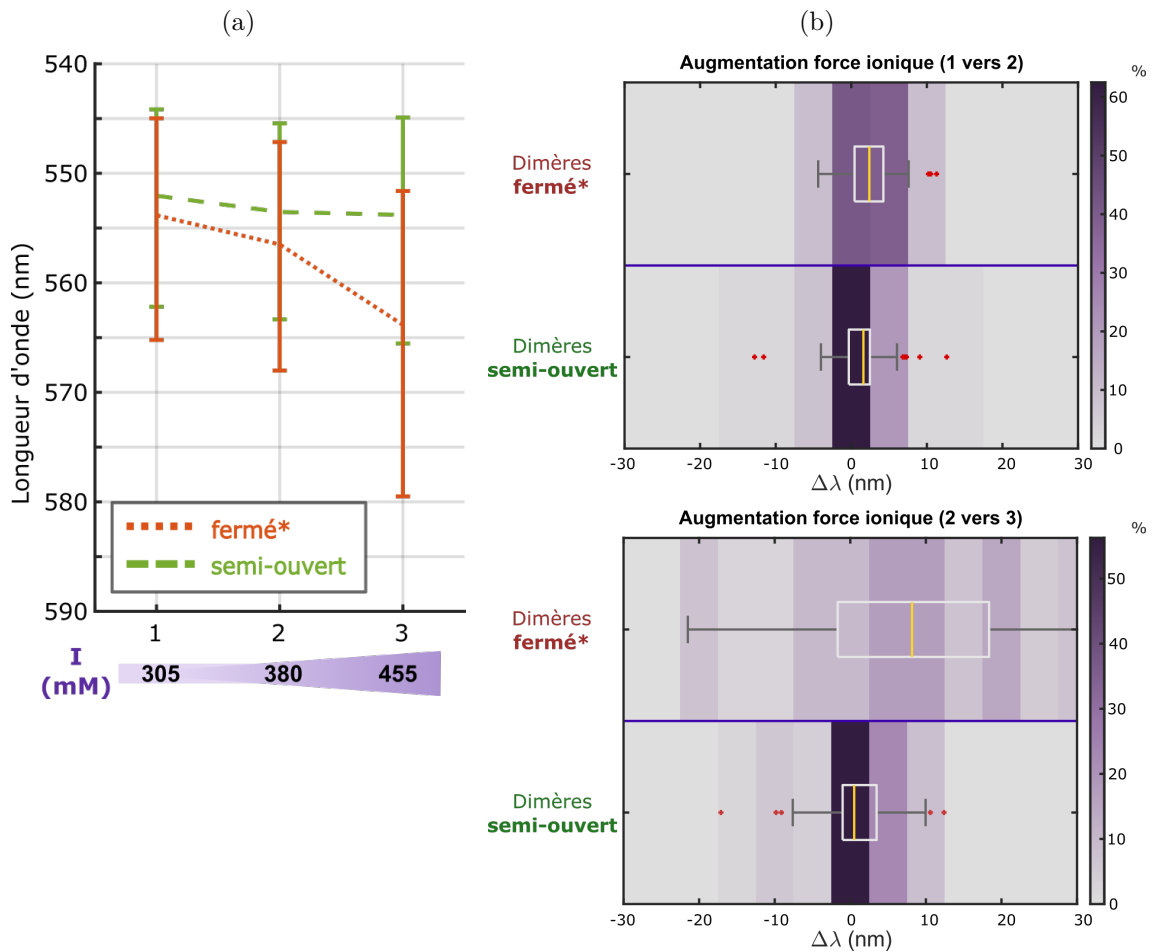 (a)
540
550
560
570
580
590
Longueur d'onde (nm)
fermé*
semi-ouvert
1 2 3
I
(mM)
305 380 455
(b)
Augmentation force ionique (1 vers 2)
%
Dimères
fermé*
Dimères
semi-ouvert
60
50
40
30
20
10
0
-30 -20 -10 0 10 20 30
Δλ (nm)
Augmentation force ionique (2 vers 3)
%
Dimères
fermé*
Dimères
semi-ouvert
50
40
30
20
10
0
-30 -20 -10 0 10 20 30
Δλ (nm)